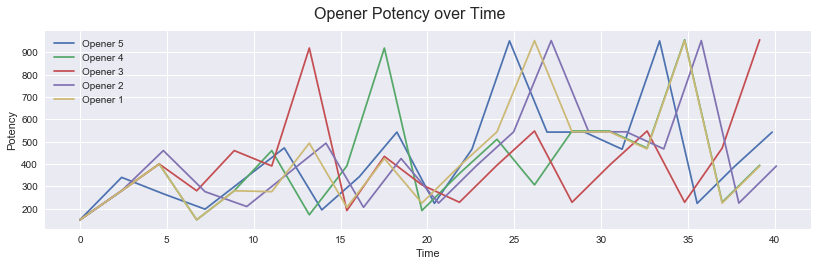 Opener Potency over Time
Potency
900
800
700
600
500
400
300
200
Opener 5
Opener 4
Opener 3
Opener 2
Opener 1
0 5 10 15 20 25 30 35 40
Time